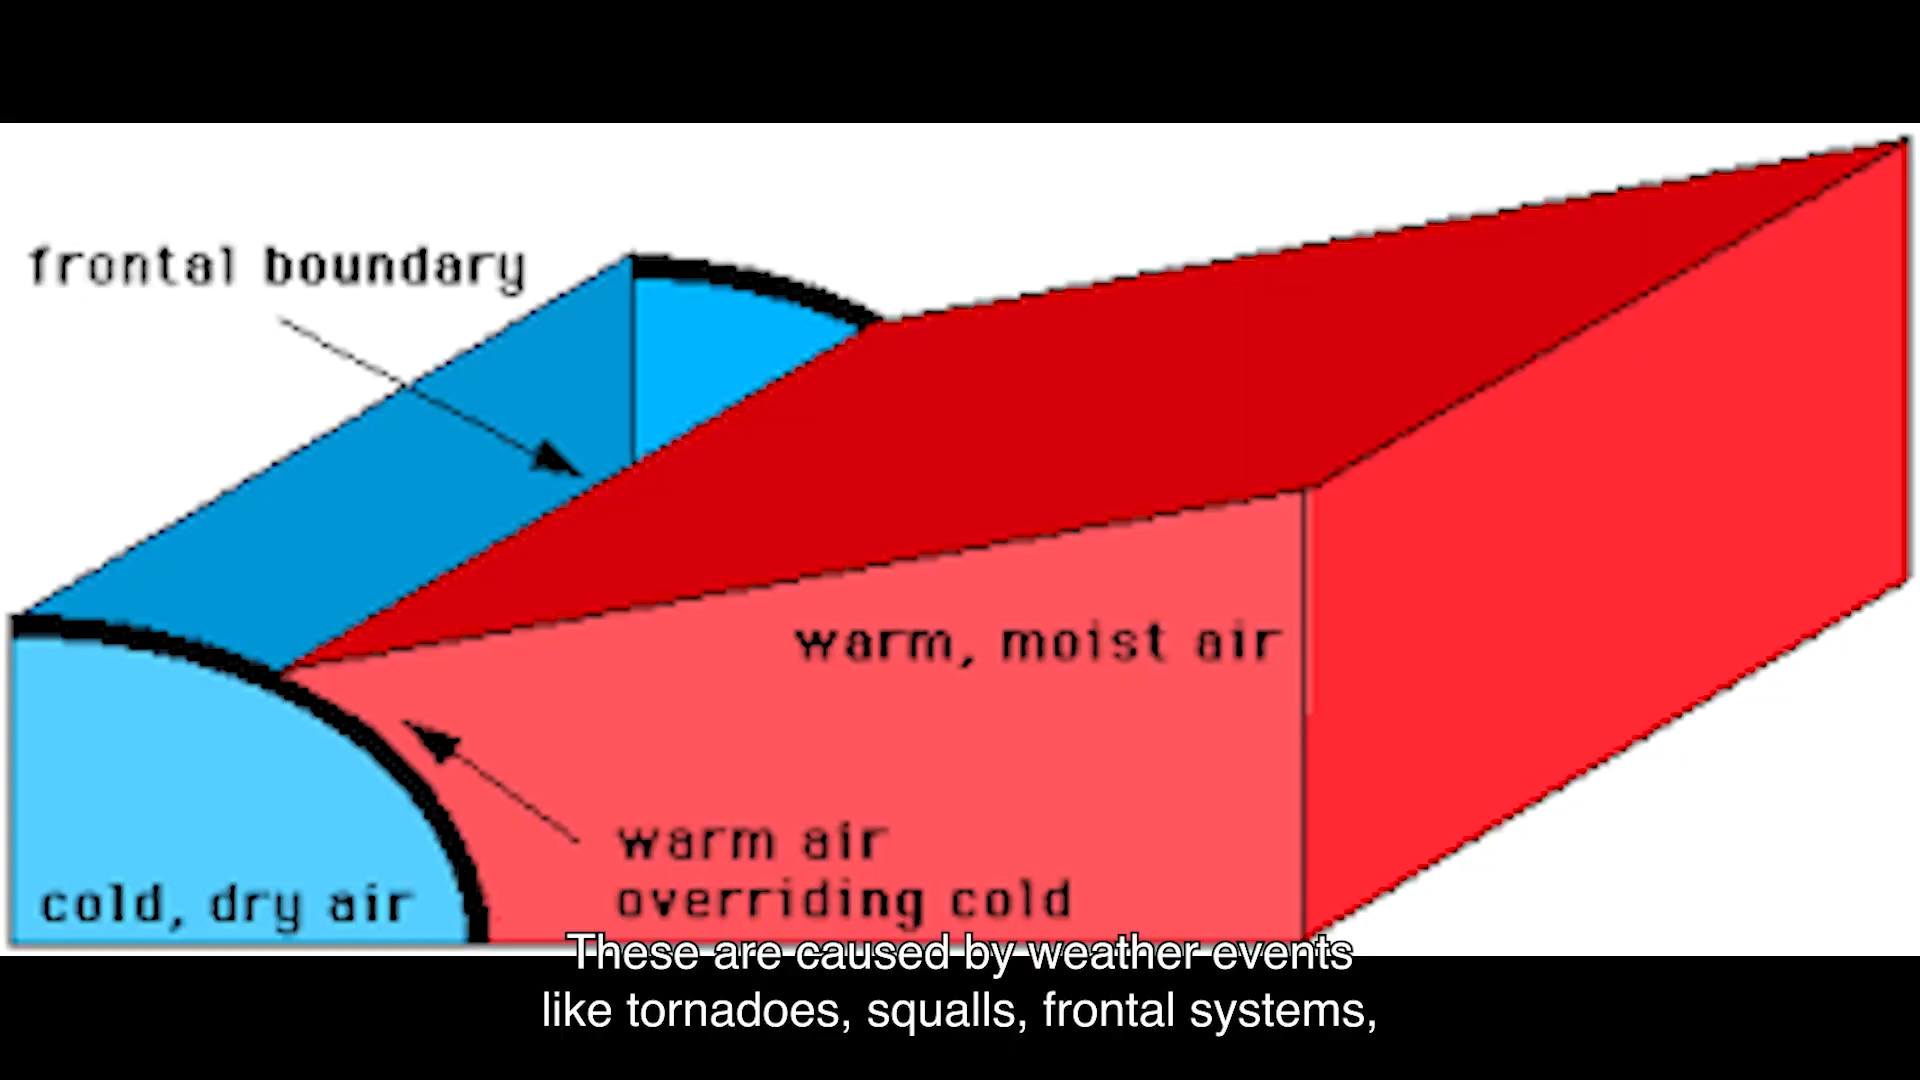 frontal boundary
warm, moist air
warm air
overriding cold
cold, dry air
These are caused by weather events
like tornadoes, squalls, frontal systems,